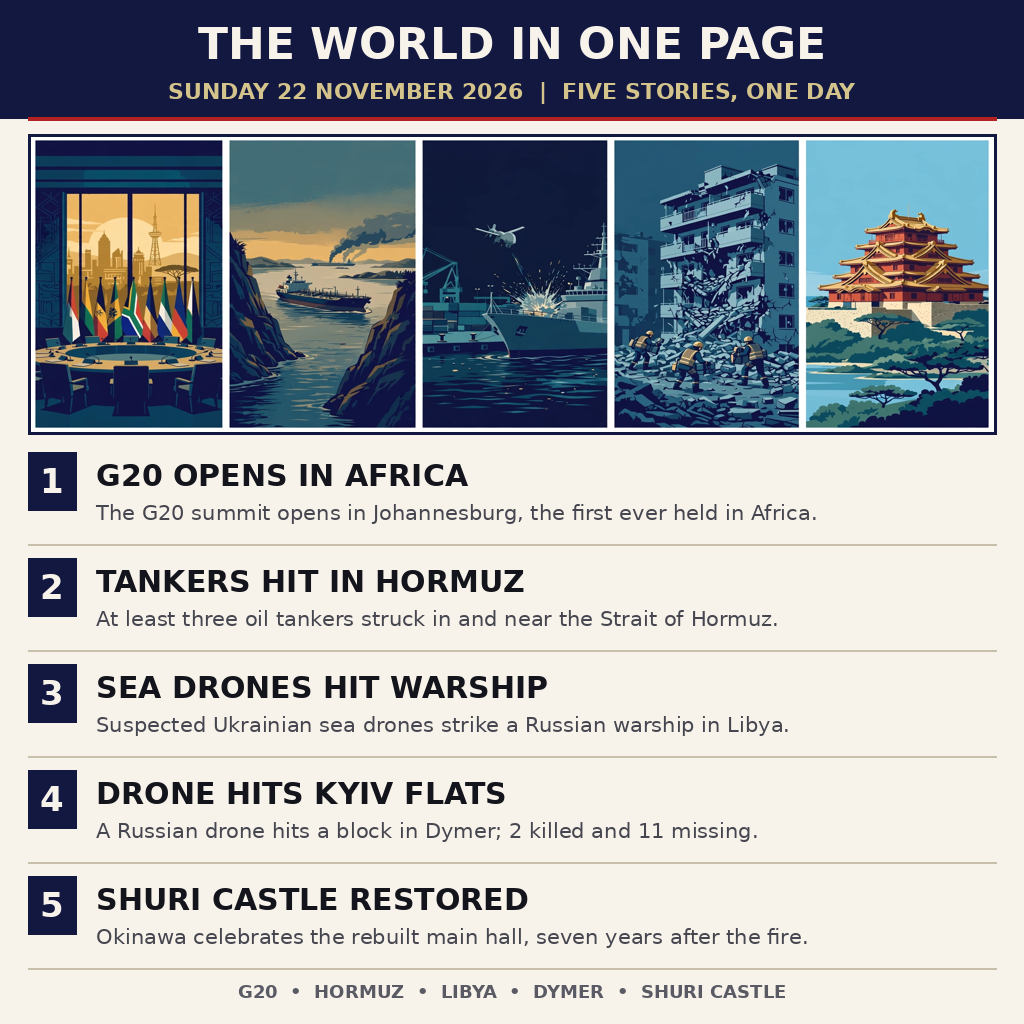 THE WORLD IN ONE PAGE
SUNDAY 22 NOVEMBER 2026 | FIVE STORIES, ONE DAY
1
G20 OPENS IN AFRICA
The G20 summit opens in Johannesburg, the first ever held in Africa.
2
TANKERS HIT IN HORMUZ
At least three oil tankers struck in and near the Strait of Hormuz.
3
SEA DRONES HIT WARSHIP
Suspected Ukrainian sea drones strike a Russian warship in Libya.
4
DRONE HITS KYIV FLATS
A Russian drone hits a block in Dymer; 2 killed and 11 missing.
5
SHURI CASTLE RESTORED
Okinawa celebrates the rebuilt main hall, seven years after the fire.
G20 • HORMUZ • LIBYA • DYMER • SHURI CASTLE